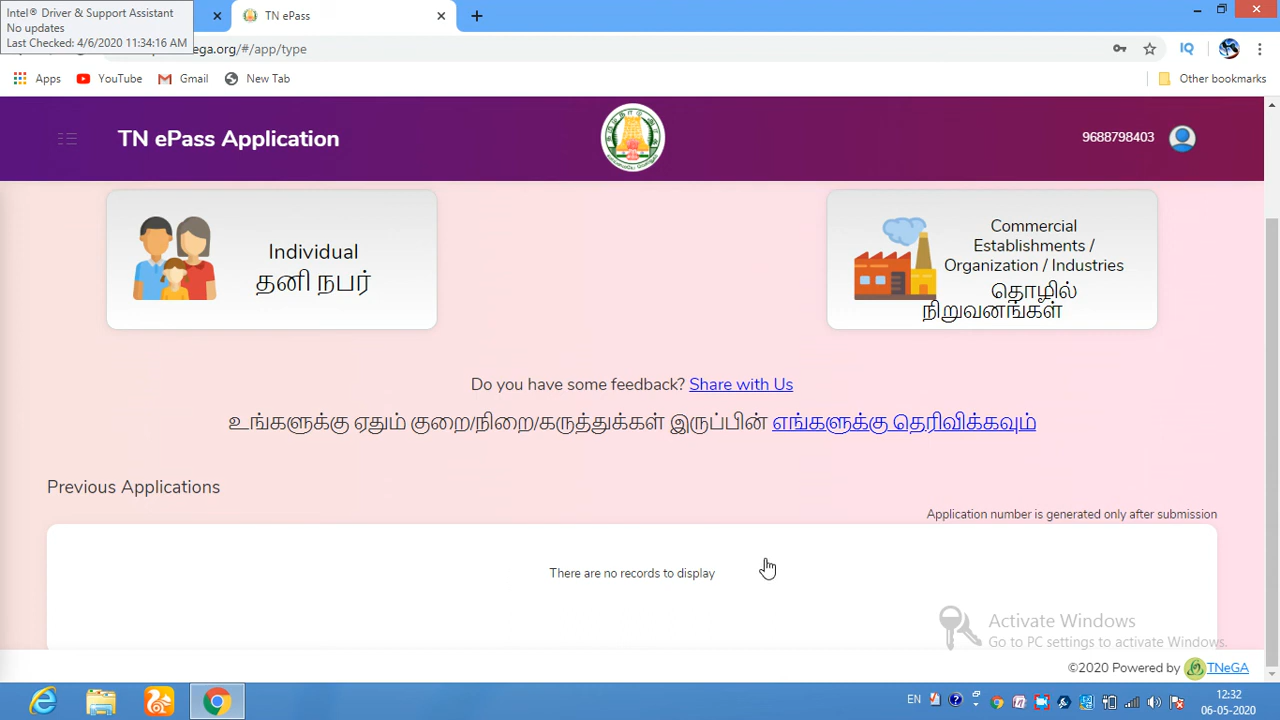 Intel® Driver & Support Assistant
No updates
Last Checked: 4/6/2020 11:34:16 AM
TN ePass
ega.org/#/app/type
Apps YouTube Gmail New Tab Other bookmarks
TN ePass Application
9688798403
Individual
தனி நபர்
Commercial
Establishments /
Organization / Industries
தொழில்
நிறுவனங்கள்
Do you have some feedback? Share with Us
உங்களுக்கு ஏதும் குறை/நிறை/கருத்துக்கள் இருப்பின் எங்களுக்கு தெரிவிக்கவும்
Previous Applications
Application number is generated only after submission
There are no records to display
Activate Windows
Go to PC settings to activate Windows.
©2020 Powered by TNeGA
EN
12:32
06-05-2020